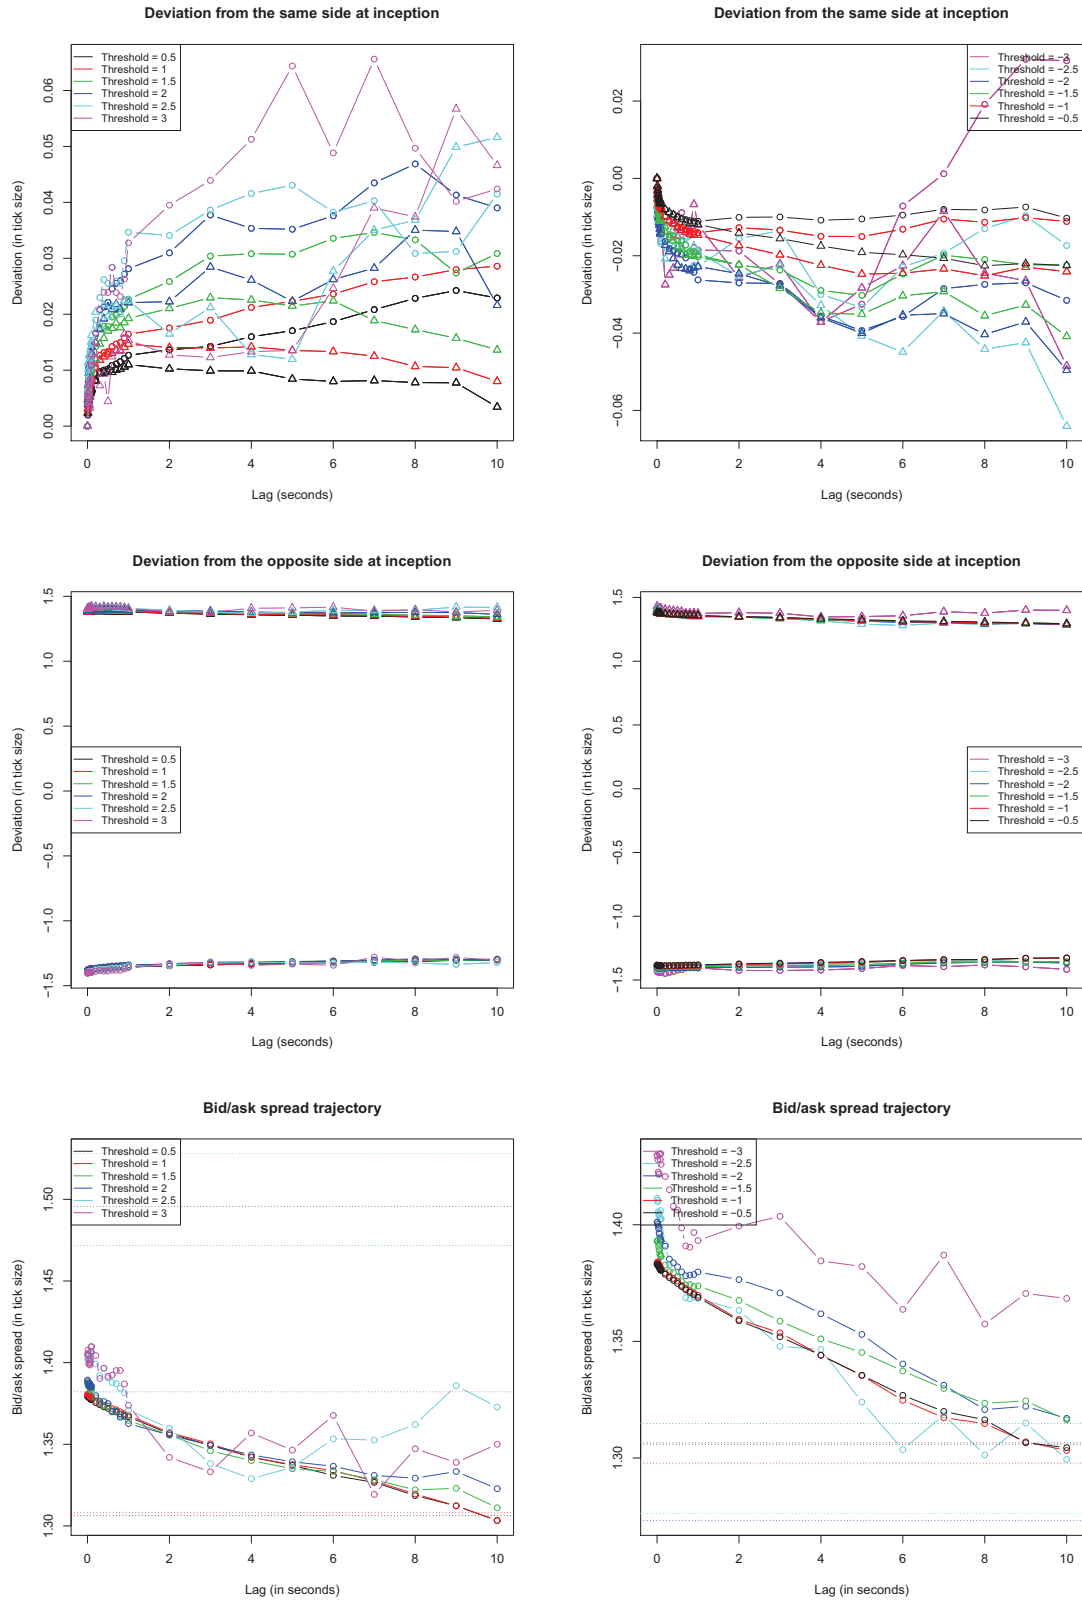 Deviation from the same side at inception
Deviation (in tick size)
0.00 0.01 0.02 0.03 0.04 0.05 0.06
Threshold = 0.5
Threshold = 1
Threshold = 1.5
Threshold = 2
Threshold = 2.5
Threshold = 3
0 2 4 6 8 10
Lag (seconds)
Deviation from the same side at inception
Deviation (in tick size)
−0.06 −0.04 −0.02 0.00 0.02
Threshold = −3
Threshold = −2.5
Threshold = −2
Threshold = −1.5
Threshold = −1
Threshold = −0.5
0 2 4 6 8 10
Lag (seconds)
Deviation from the opposite side at inception
Deviation (in tick size)
−1.5 −1.0 −0.5 0.0 0.5 1.0 1.5
Threshold = 0.5
Threshold = 1
Threshold = 1.5
Threshold = 2
Threshold = 2.5
Threshold = 3
0 2 4 6 8 10
Lag (seconds)
Deviation from the opposite side at inception
Deviation (in tick size)
−1.5 −1.0 −0.5 0.0 0.5 1.0 1.5
Threshold = −3
Threshold = −2.5
Threshold = −2
Threshold = −1.5
Threshold = −1
Threshold = −0.5
0 2 4 6 8 10
Lag (seconds)
Bid/ask spread trajectory
Bid/ask spread (in tick size)
1.30 1.35 1.40 1.45 1.50
Threshold = 0.5
Threshold = 1
Threshold = 1.5
Threshold = 2
Threshold = 2.5
Threshold = 3
0 2 4 6 8 10
Lag (in seconds)
Bid/ask spread trajectory
Bid/ask spread (in tick size)
1.30 1.35 1.40
Threshold = −3
Threshold = −2.5
Threshold = −2
Threshold = −1.5
Threshold = −1
Threshold = −0.5
0 2 4 6 8 10
Lag (in seconds)